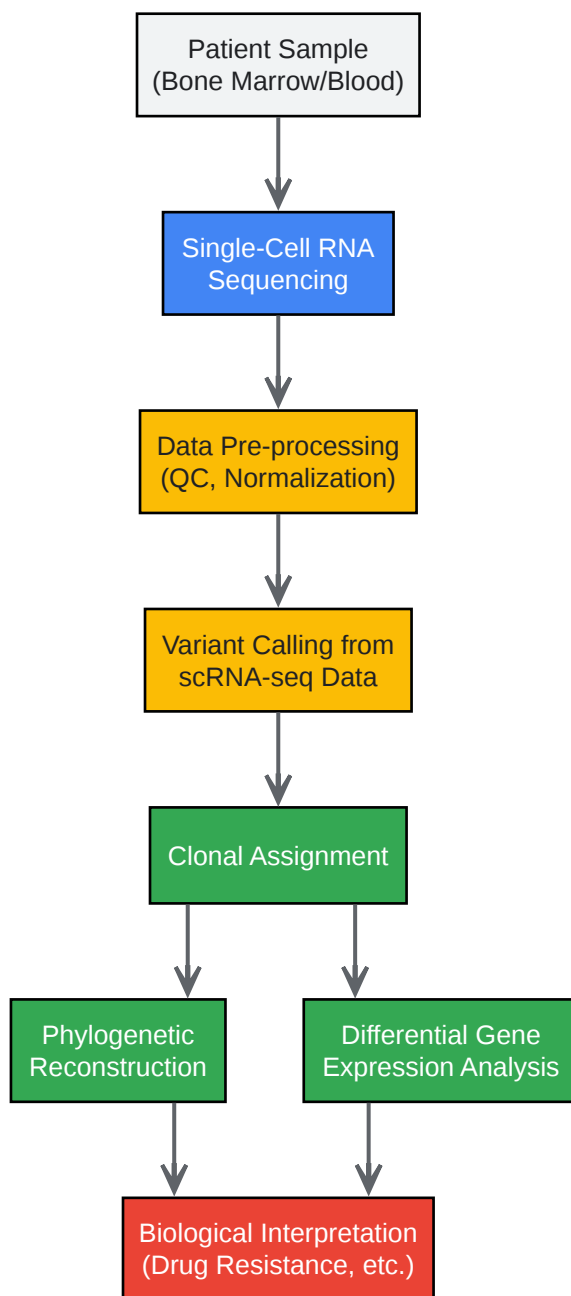 Patient Sample
(Bone Marrow/Blood)
Single-Cell RNA
Sequencing
Data Pre-processing
(QC, Normalization)
Variant Calling from
scRNA-seq Data
Clonal Assignment
Phylogenetic
Reconstruction
Differential Gene
Expression Analysis
Biological Interpretation
(Drug Resistance, etc.)